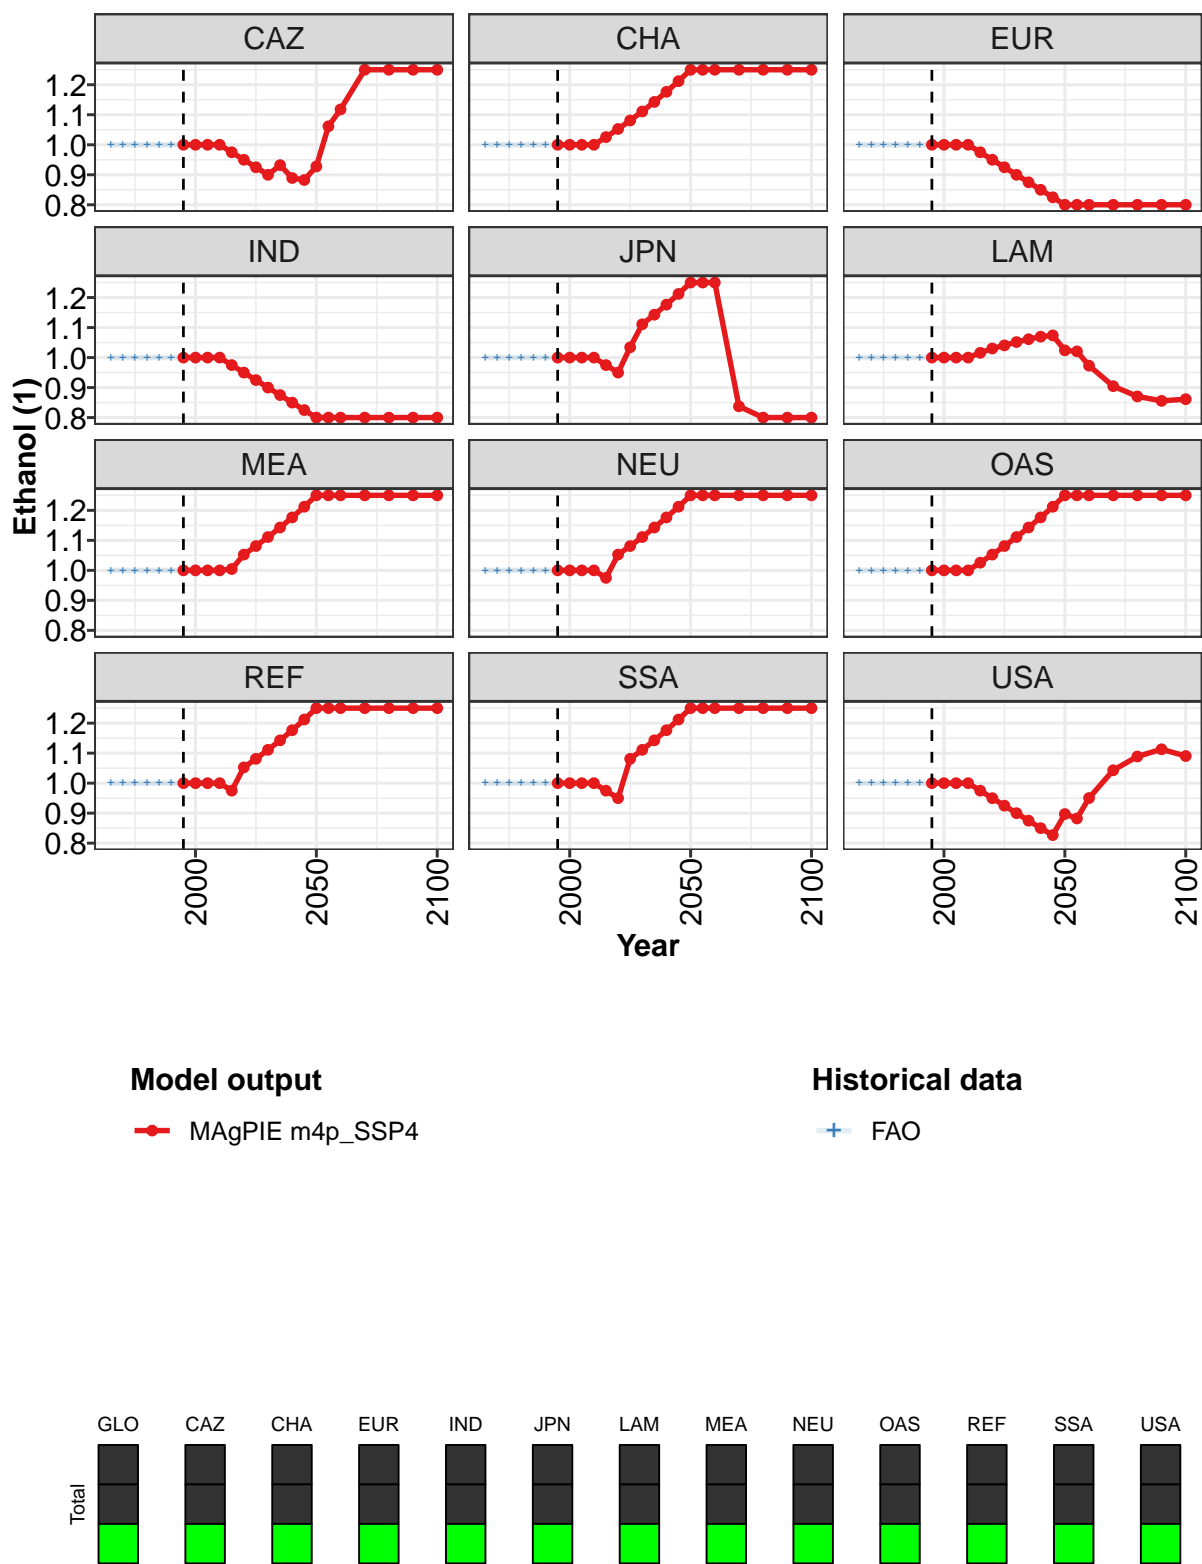 CAZ CHA EUR
1.2
1.1
1.0
0.9
0.8
IND JPN LAM
1.2
1.1
1.0
0.9
0.8
MEA NEU OAS
1.2
1.1
1.0
0.9
0.8
REF SSA USA
1.2
1.1
1.0
0.9
0.8
Ethanol (1)
2000 2050 2100 2000 2050 2100 2000 2050 2100
Year
Model output Historical data
MAgPIE m4p_SSP4 FAO
GLO CAZ CHA EUR IND JPN LAM MEA NEU OAS REF SSA USA
Total